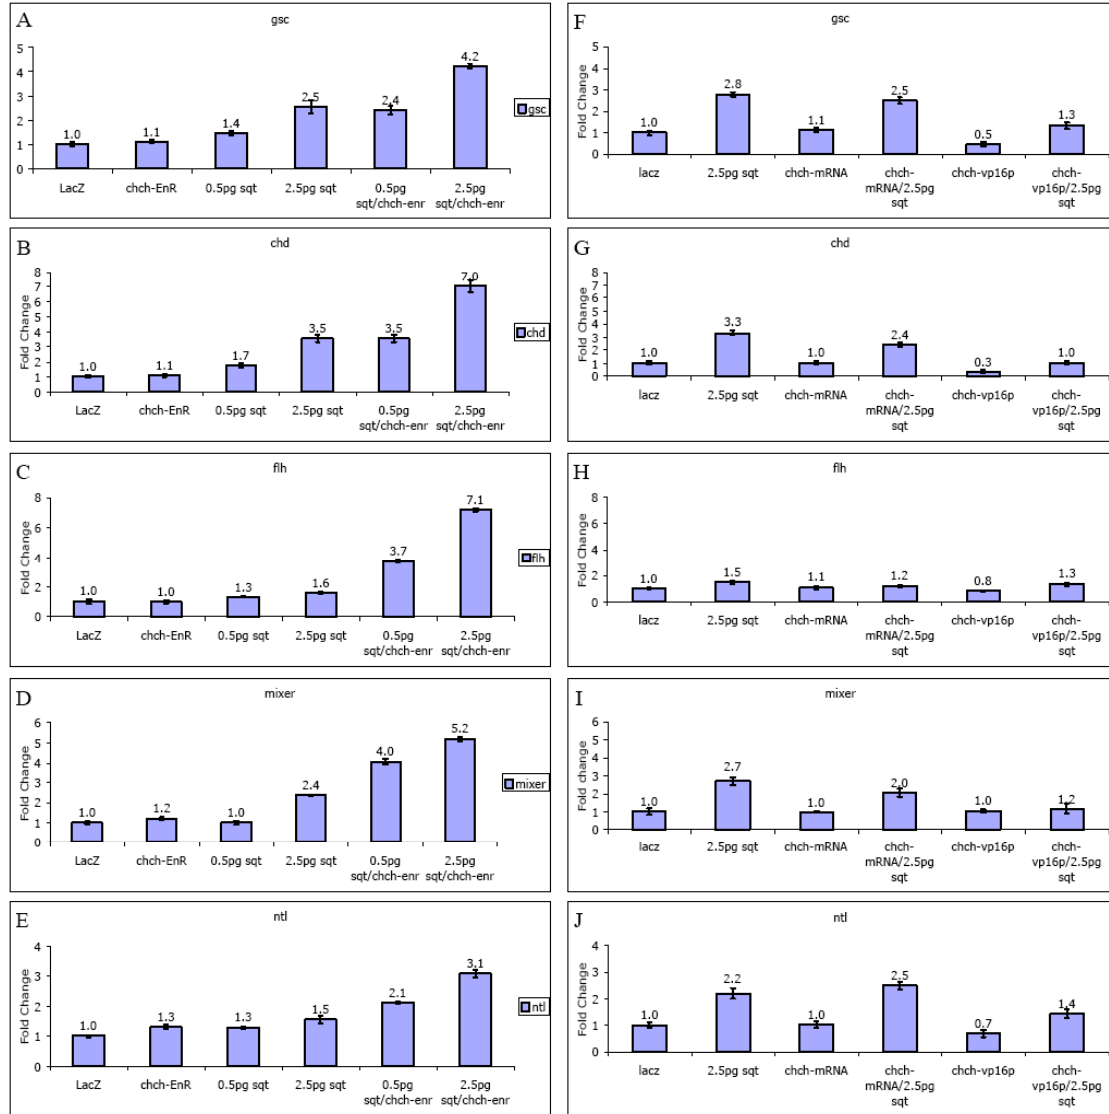 A
gsc
5
4
3
2
1
0
1.0
1.1
1.4
2.5
2.4
4.2
LacZ
chch-EnR
0.5pg sqt
2.5pg sqt
0.5pg
sqt/chch-enr
2.5pg
sqt/chch-enr
gsc
F
gsc
Fold Change
5
4
3
2
1
0
1.0
2.8
1.1
2.5
0.5
1.3
lacz
2.5pg sqt
chch-mRNA
chch-
mRNA/2.5pg
sqt
chch-vp16p
chch-
vp16p/2.5pg
sqt
B
chd
Fold Change
8
7
6
5
4
3
2
1
0
1.0
1.1
1.7
3.5
3.5
7.0
LacZ
chch-EnR
0.5pg sqt
2.5pg sqt
0.5pg
sqt/chch-enr
2.5pg
sqt/chch-enr
chd
G
chd
Fold Change
8
7
6
5
4
3
2
1
0
1.0
3.3
1.0
2.4
0.3
1.0
lacz
2.5pg sqt
chch-mRNA
chch-
mRNA/2.5pg
sqt
chch-vp16p
chch-
vp16p/2.5pg
sqt
C
flh
Fold Change
8
6
4
2
0
1.0
1.0
1.3
1.6
3.7
7.1
LacZ
chch-EnR
0.5pg sqt
2.5pg sqt
0.5pg
sqt/chch-enr
2.5pg
sqt/chch-enr
flh
H
flh
Fold Change
8
6
4
2
0
1.0
1.5
1.1
1.2
0.8
1.3
lacz
2.5pg sqt
chch-mRNA
chch-
mRNA/2.5pg
sqt
chch-vp16p
chch-
vp16p/2.5pg
sqt
D
mixer
Fold Change
6
5
4
3
2
1
0
1.0
1.2
1.0
2.4
4.0
5.2
LacZ
chch-EnR
0.5pg sqt
2.5pg sqt
0.5pg
sqt/chch-enr
2.5pg
sqt/chch-enr
mixer
I
mixer
Fold change
6
5
4
3
2
1
0
1.0
2.7
1.0
2.0
1.0
1.2
lacz
2.5pg sqt
chch-mRNA
chch-
mRNA/2.5pg
sqt
chch-vp16p
chch-
vp16p/2.5pg
sqt
E
ntl
Fold Change
4
3
2
1
0
1.0
1.3
1.3
1.5
2.1
3.1
LacZ
chch-EnR
0.5pg sqt
2.5pg sqt
0.5pg
sqt/chch-enr
2.5pg
sqt/chch-enr
ntl
J
ntl
Fold Change
4
3
2
1
0
1.0
2.2
1.0
2.5
0.7
1.4
lacz
2.5pg sqt
chch-mRNA
chch-
mRNA/2.5pg
sqt
chch-vp16p
chch-
vp16p/2.5pg
sqt